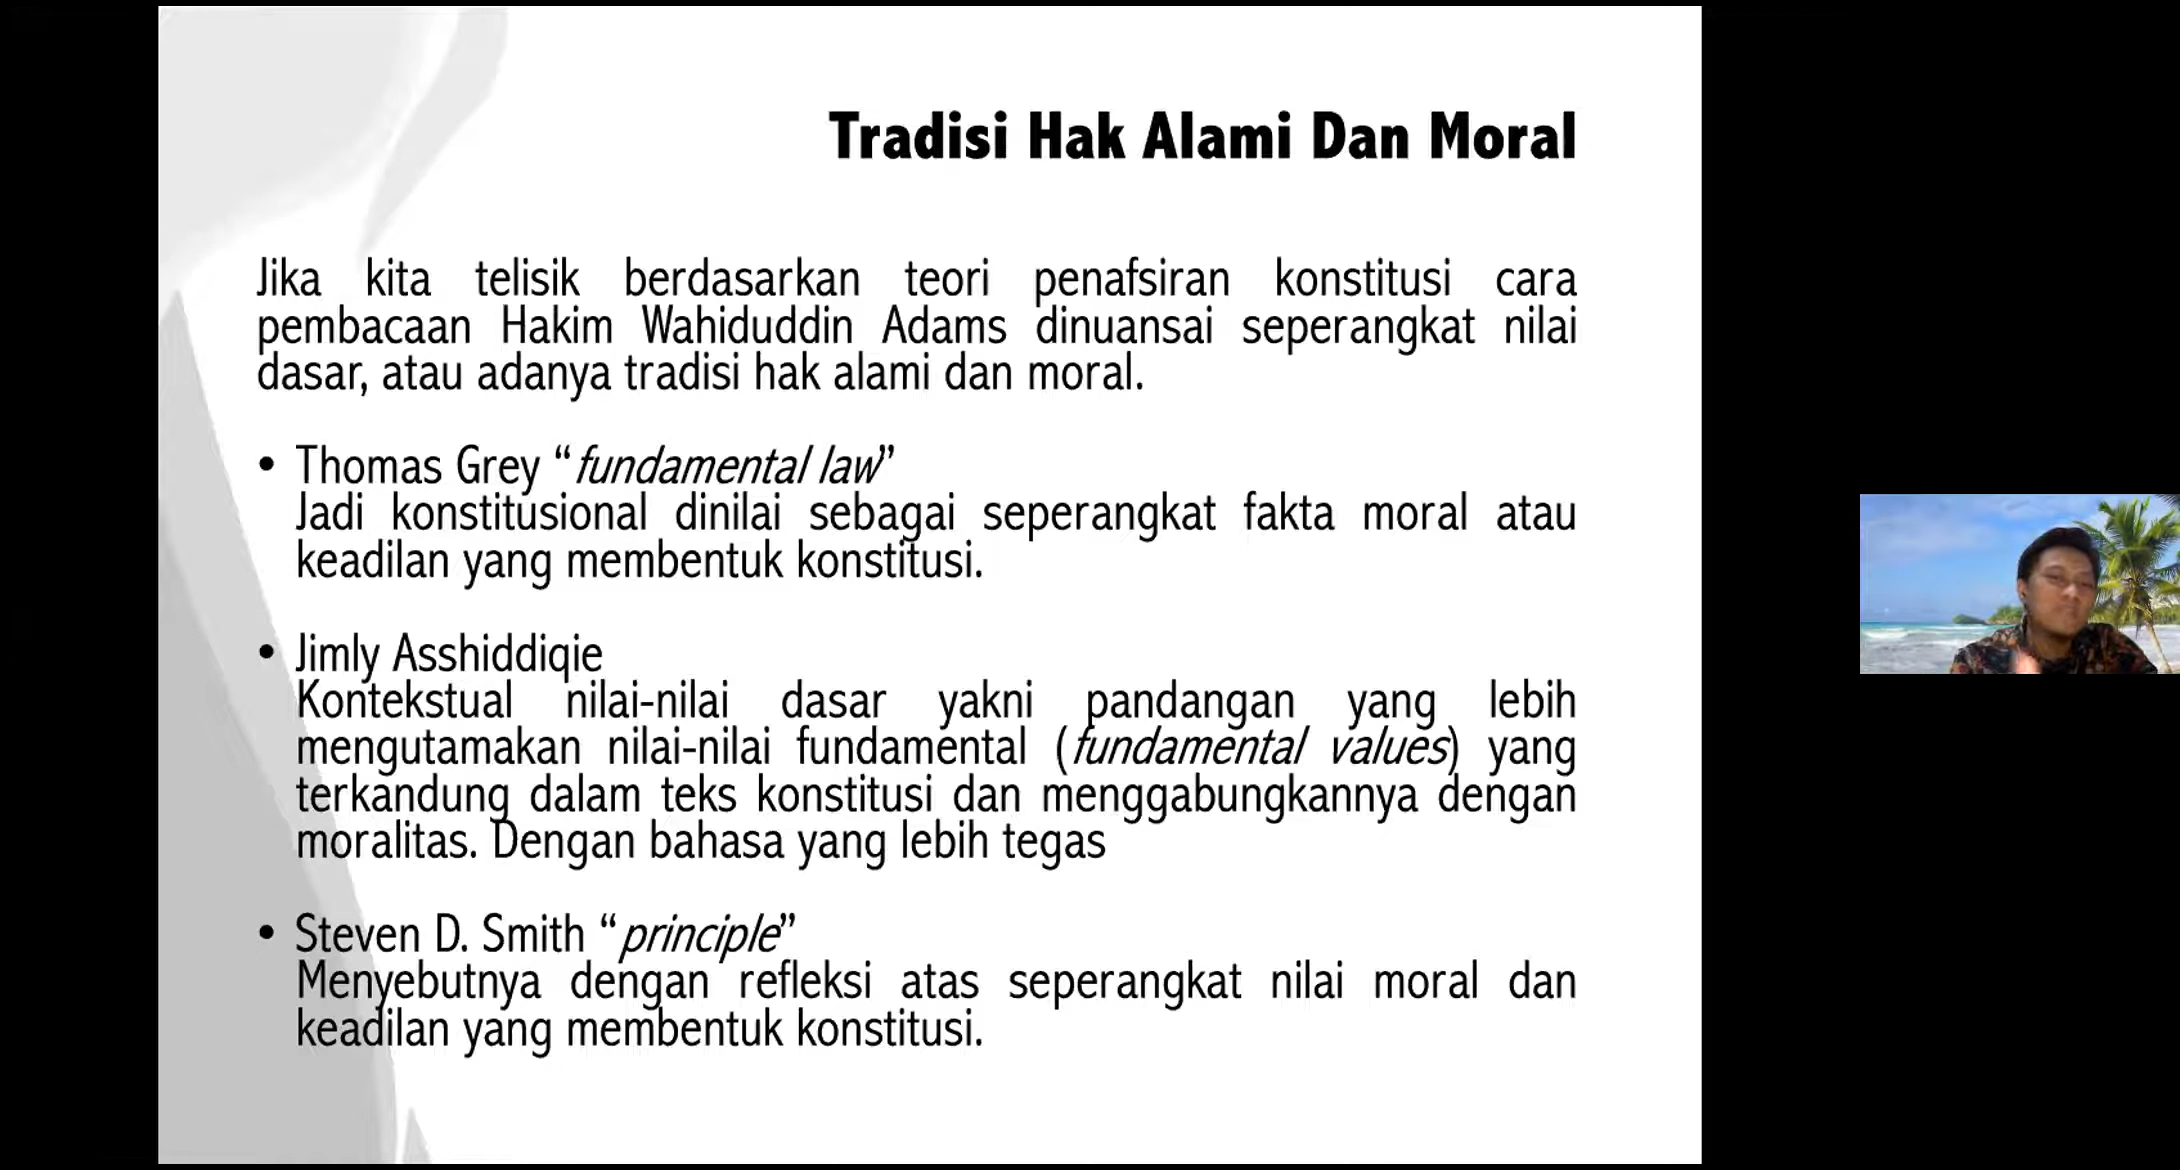 Tradisi Hak Alami Dan Moral
Jika kita telisik berdasarkan teori penafsiran konstitusi cara
pembacaan Hakim Wahiduddin Adams dinuansai seperangkat nilai
dasar, atau adanya tradisi hak alami dan moral.
• Thomas Grey “fundamental law”
Jadi konstitusional dinilai sebagai seperangkat fakta moral atau
keadilan yang membentuk konstitusi.
• Jimly Asshiddiqie
Kontekstual nilai-nilai dasar yakni pandangan yang lebih
mengutamakan nilai-nilai fundamental (fundamental values) yang
terkandung dalam teks konstitusi dan menggabungkannya dengan
moralitas. Dengan bahasa yang lebih tegas
• Steven D. Smith “principle”
Menyebutnya dengan refleksi atas seperangkat nilai moral dan
keadilan yang membentuk konstitusi.